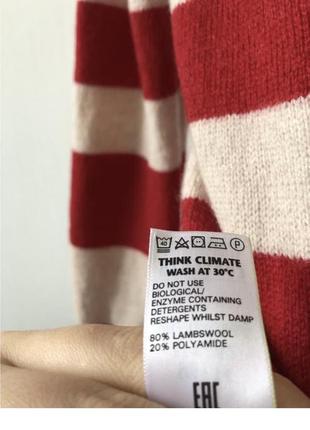 40 P
THINK CLIMATE
WASH AT 30°C
DO NOT USE
BIOLOGICAL/
ENZYME CONTAINING
DETERGENTS
RESHAPE WHILST DAMP
80% LAMBSWOOL
20% POLYAMIDE
EAC